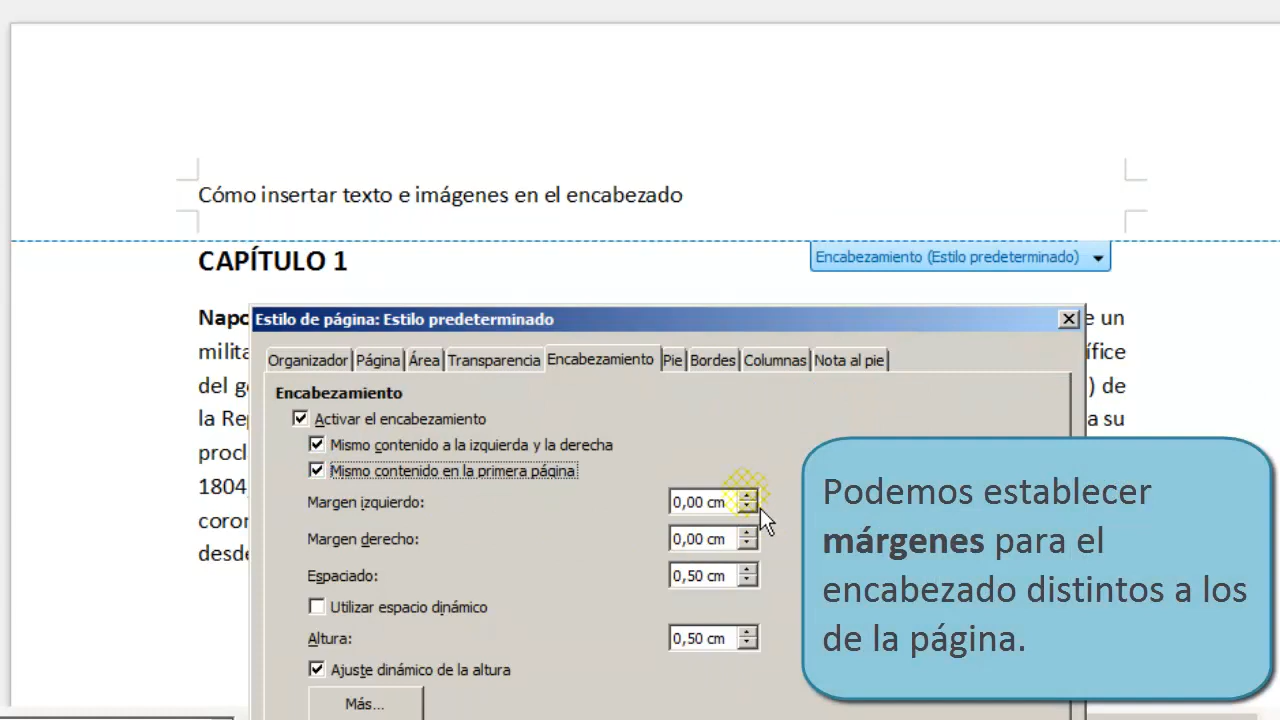 Cómo insertar texto e imágenes en el encabezado
CAPÍTULO 1
Encabezamiento (Estilo predeterminado)
Estilo de página: Estilo predeterminado
e un
milita
ífice
del g
) de
la Re
a su
procl
1804
coror
desde
Organizador Página Área Transparencia Encabezamiento Pie Bordes Columnas Nota al pie
Encabezamiento
Activar el encabezamiento
Mismo contenido a la izquierda y la derecha
Mismo contenido en la primera página
Margen izquierdo: 0,00 cm
Margen derecho: 0,00 cm
Espaciado: 0,50 cm
Utilizar espacio dinámico
Altura: 0,50 cm
Ajuste dinámico de la altura
Más...
Podemos establecer
márgenes para el
encabezado distintos a los
de la página.